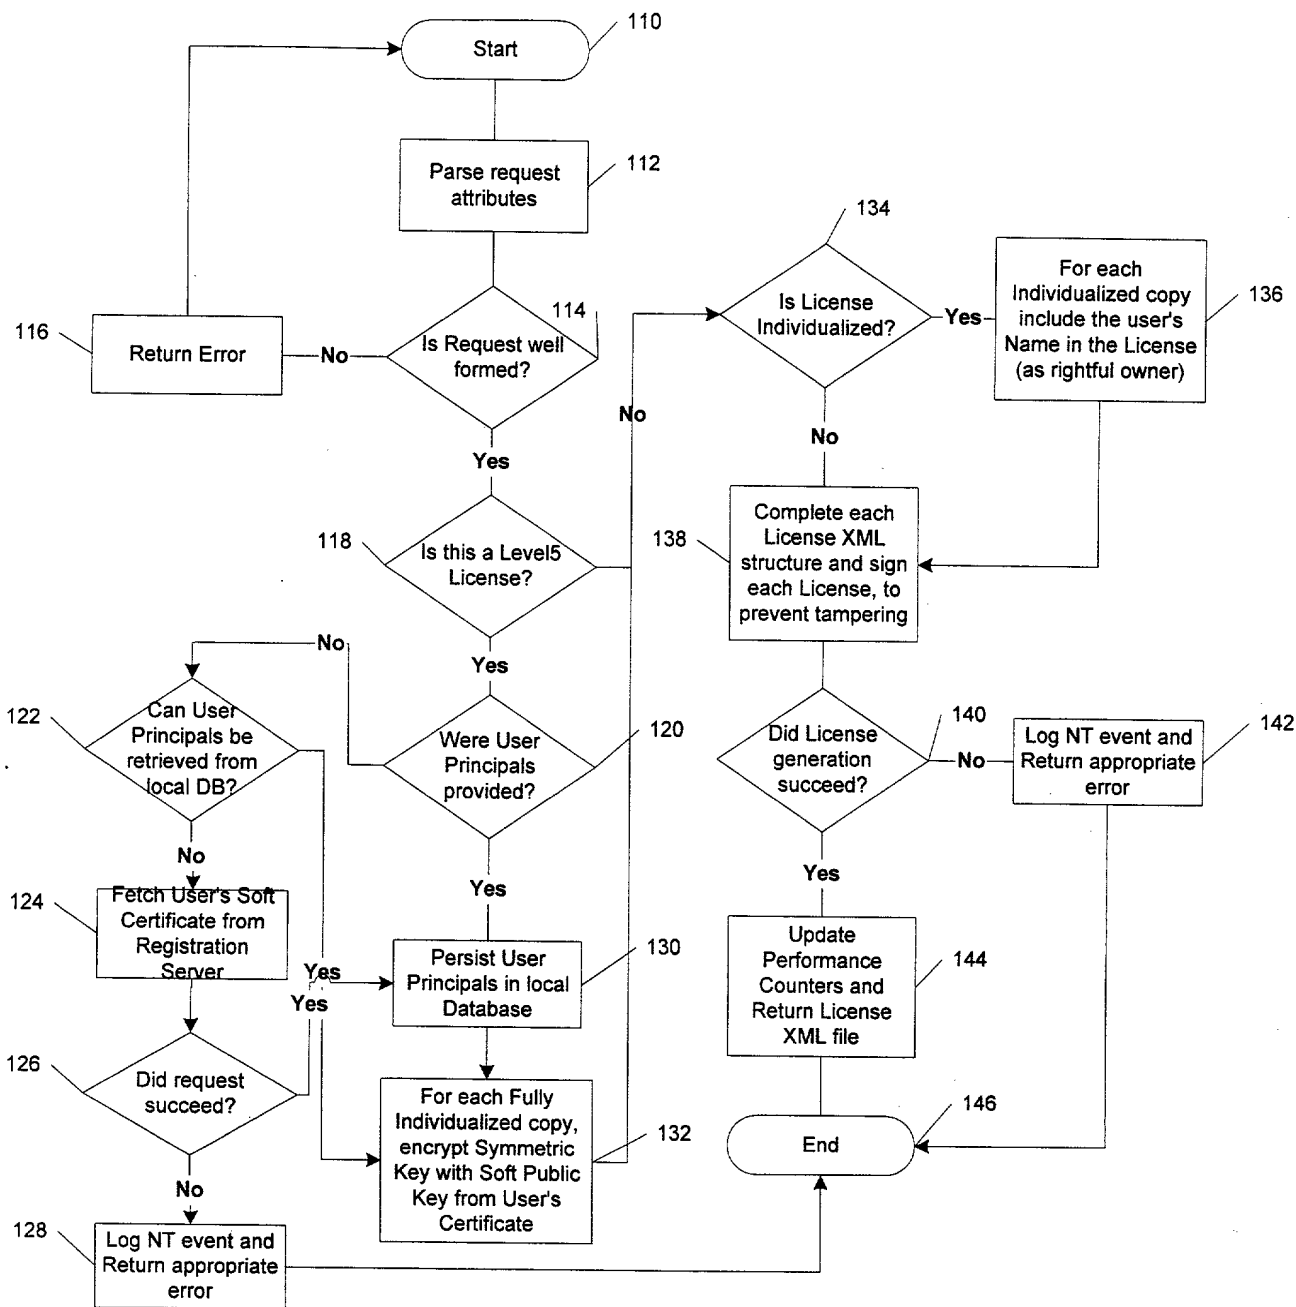 110
Start
Parse request
attributes
112
134
Is License
Individualized?
Yes
For each
Individualized copy
include the user's
Name in the License
(as rightful owner)
136
116
Return Error
No
Is Request well
formed?
114
No
No
Yes
118
Is this a Level5
License?
138
Complete each
License XML
structure and sign
each License, to
prevent tampering
No
Yes
122
Can User
Principals be
retrieved from
local DB?
Were User
Principals
provided?
120
Did License
generation
succeed?
140
No
Log NT event and
Return appropriate
error
142
No
Yes
Yes
124
Fetch User's Soft
Certificate from
Registration
Server
Yes
Yes
Persist User
Principals in local
Database
130
Update
Performance
Counters and
Return License
XML file
144
126
Did request
succeed?
For each Fully
Individualized copy,
encrypt Symmetric
Key with Soft Public
Key from User's
Certificate
132
End
146
No
128
Log NT event and
Return appropriate
error